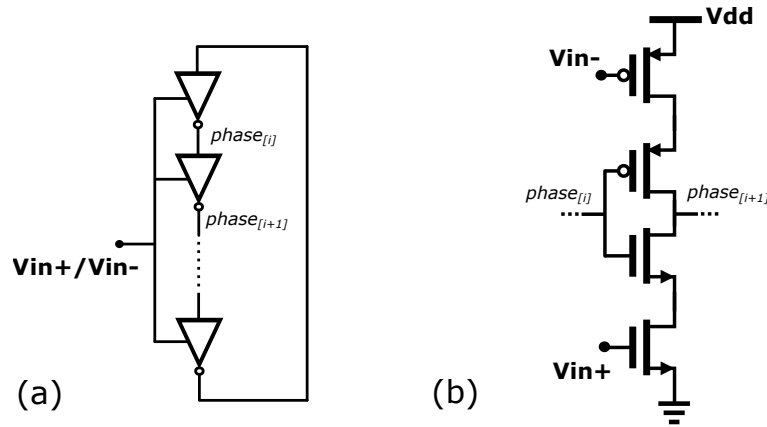 phase[i]
phase[i+1]
Vin+/Vin-
(a)
Vdd
Vin-
phase[i]
phase[i+1]
Vin+
(b)